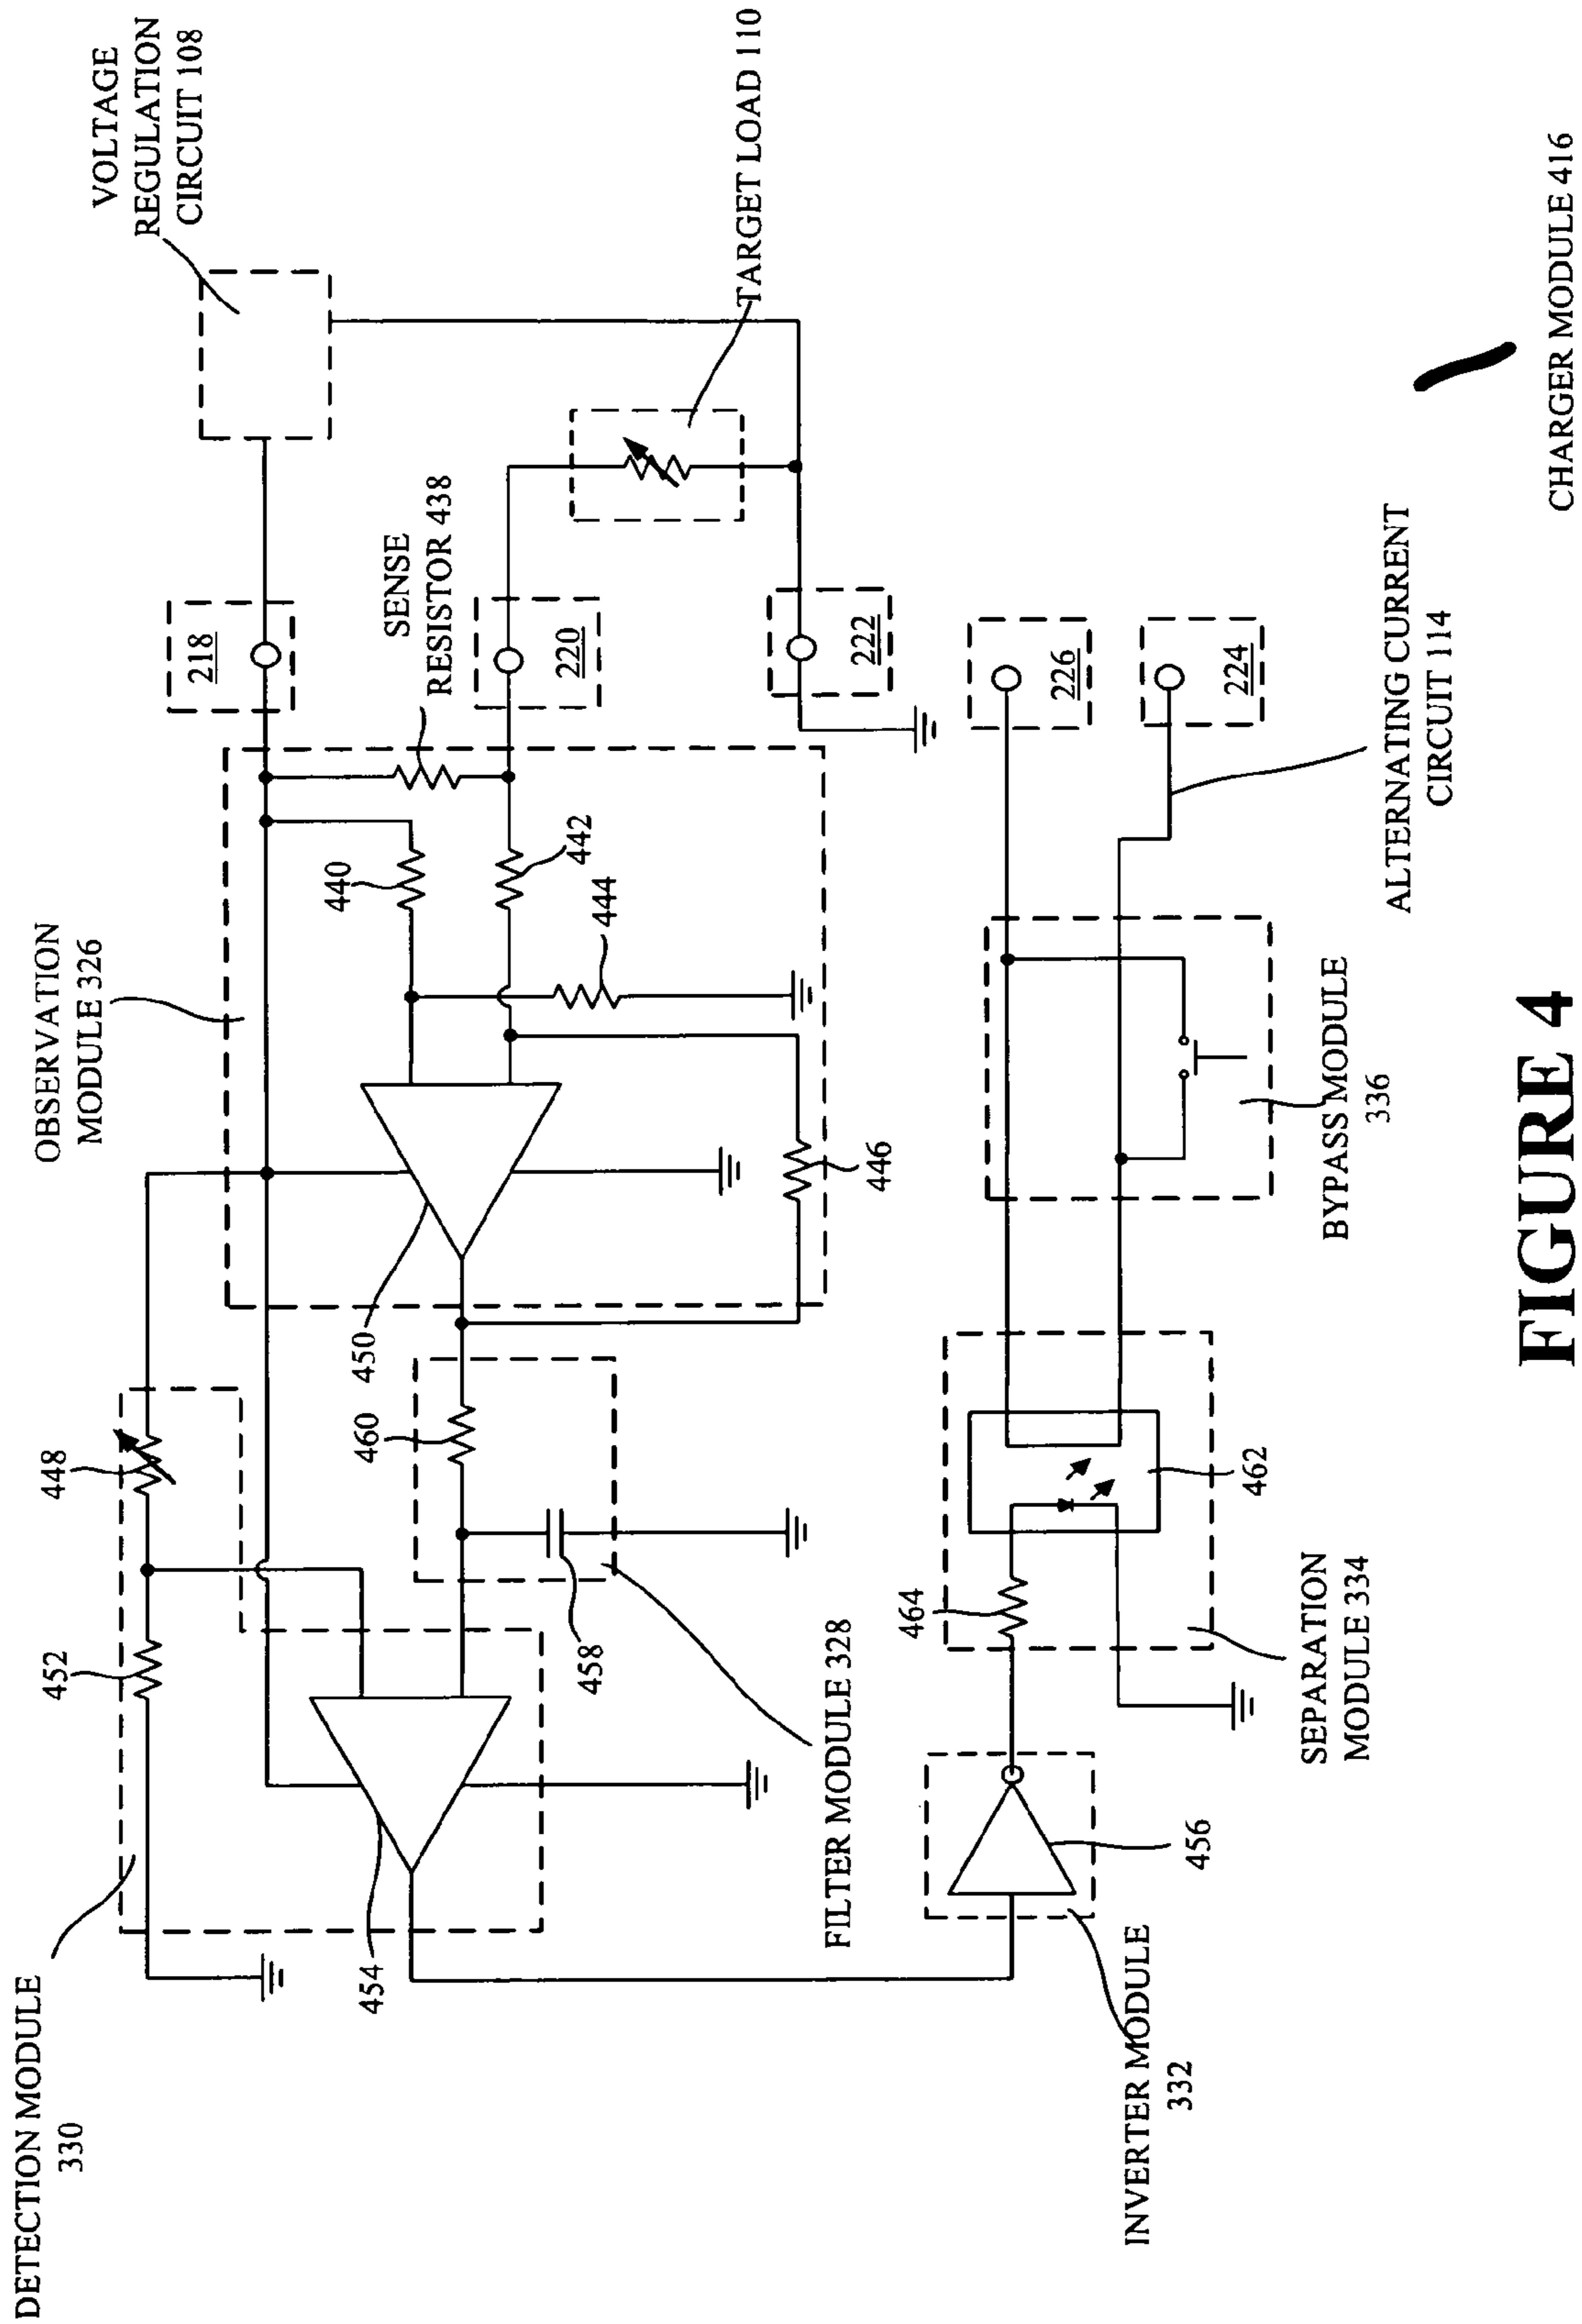 DETECTION MODULE
330
452
448
OBSERVATION
MODULE 326
VOLTAGE
REGULATION
CIRCUIT 108
218
454
450
460
440
SENSE
RESISTOR 438
442
444
220
458
446
TARGET LOAD 110
222
FILTER MODULE 328
464
226
456
462
224
INVERTER MODULE
332
SEPARATION
MODULE 334
BYPASS MODULE
336
ALTERNATING CURRENT
CIRCUIT 114
CHARGER MODULE 416
FIGURE 4